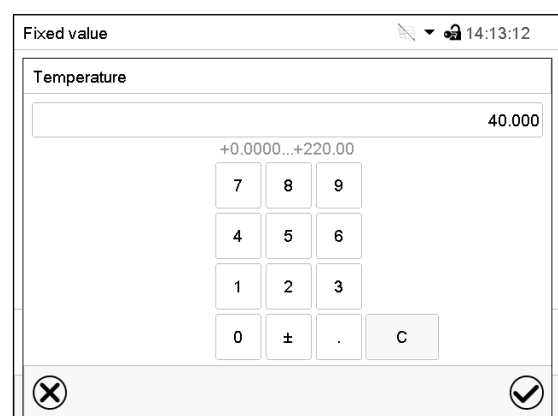 Fixed value 14:13:12
Temperature
40.000
+0.0000...+220.00
7 8 9
4 5 6
1 2 3
0 ± . C